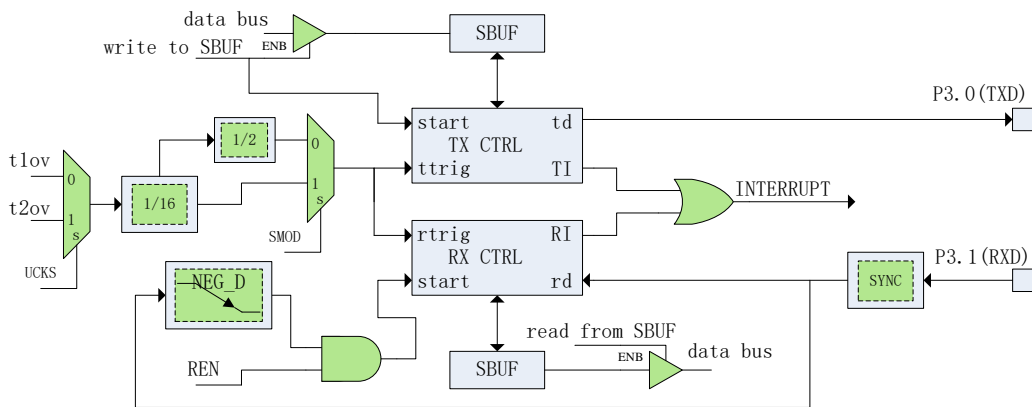 data bus
SBUF
ENB
write to SBUF
P3.0(TXD)
start
td
TX CTRL
ttrig
TI
1/2
0
t1ov
0
1/16
1
s
INTERRUPT
t2ov
1
s
SMOD
rtrig
RI
RX CTRL
start
rd
P3.1(RXD)
UCKS
NEG_D
SYNC
read from SBUF
ENB
data bus
REN
SBUF